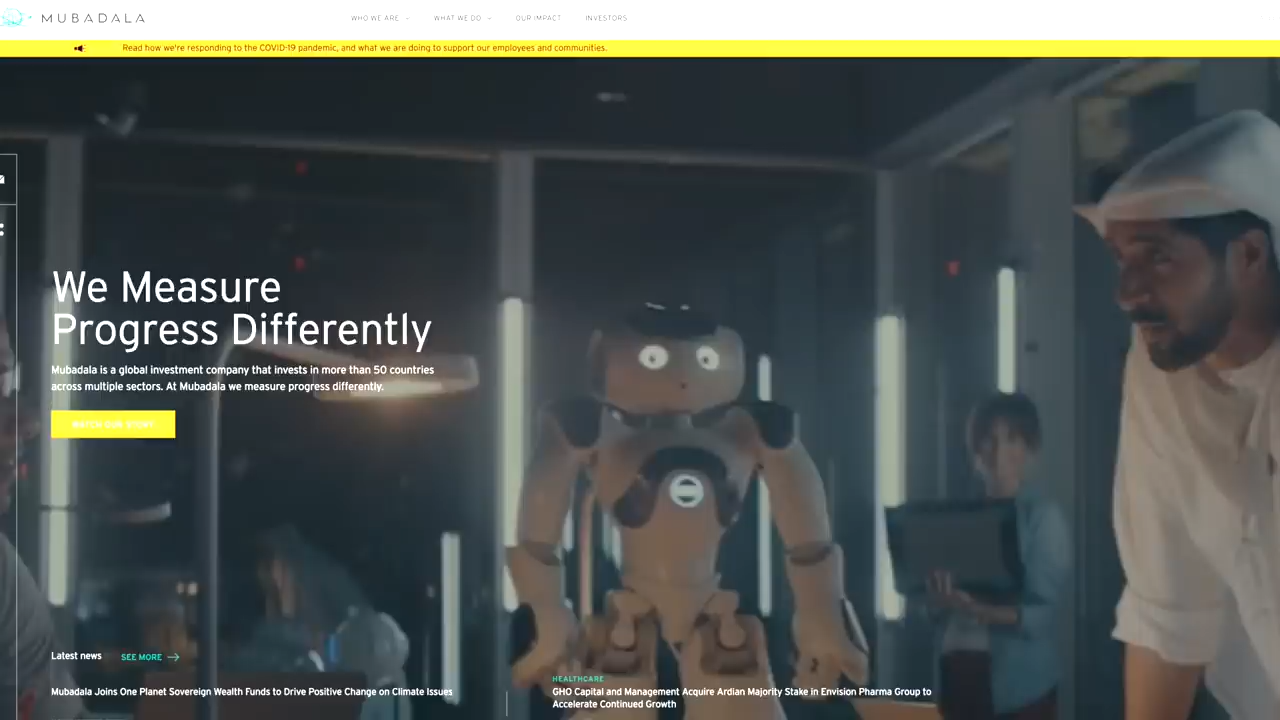 MUBADALA
WHO WE ARE
WHAT WE DO
OUR IMPACT
INVESTORS
Read how we're responding to the COVID-19 pandemic, and what we are doing to support our employees and communities.
We Measure
Progress Differently
Mubadala is a global investment company that invests in more than 50 countries
across multiple sectors. At Mubadala we measure progress differently.
WATCH OUR STORY
Latest news
SEE MORE
Mubadala Joins One Planet Sovereign Wealth Funds to Drive Positive Change on Climate Issues
HEALTHCARE
GHO Capital and Management Acquire Ardian Majority Stake in Envision Pharma Group to
Accelerate Continued Growth